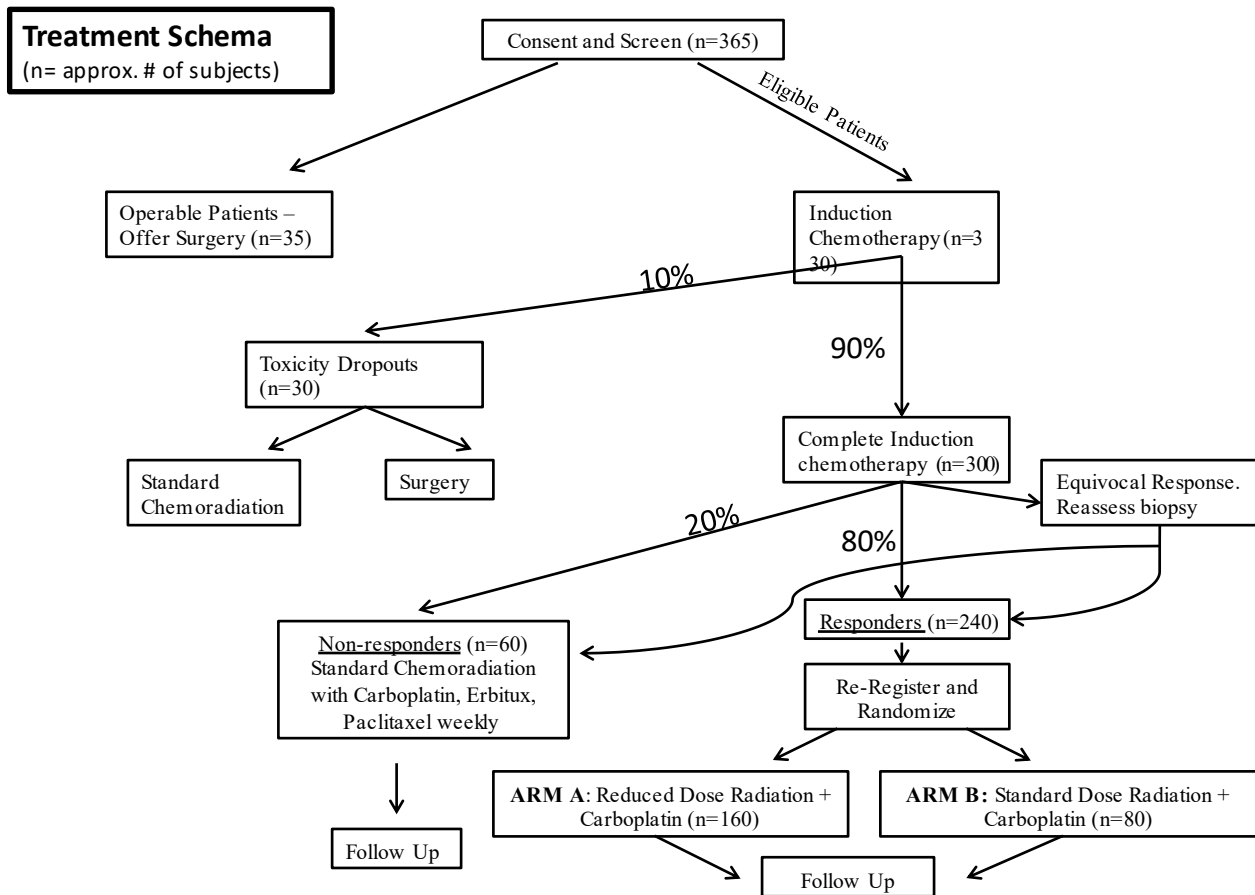 Treatment Schema
(n= approx. # of subjects)
Consent and Screen (n=365)
Eligible Patients
Operable Patients –
Offer Surgery (n=35)
Induction
Chemotherapy (n=3
30)
10%
90%
Toxicity Dropouts
(n=30)
Standard
Chemoradiation
Surgery
Complete Induction
chemotherapy (n=300)
Equivocal Response.
Reassess biopsy
20%
80%
Non-responders (n=60)
Standard Chemoradiation
with Carboplatin, Erbitux,
Paclitaxel weekly
Responders (n=240)
Re-Register and
Randomize
ARM A: Reduced Dose Radiation +
Carboplatin (n=160)
ARM B: Standard Dose Radiation +
Carboplatin (n=80)
Follow Up
Follow Up